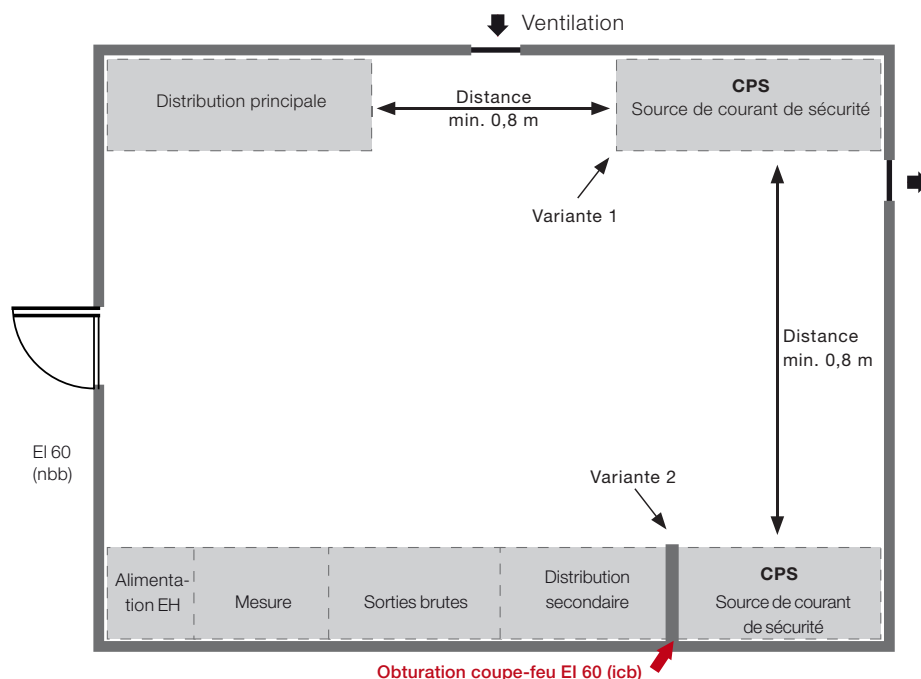 Ventilation
Distribution principale
Distance
min. 0,8 m
CPS
Source de courant de sécurité
Variante 1
Distance
min. 0,8 m
EI 60
(nbb)
Variante 2
Alimenta-
tion EH
Mesure
Sorties brutes
Distribution
secondaire
CPS
Source de courant
de sécurité
Obturation coupe-feu EI 60 (icb)